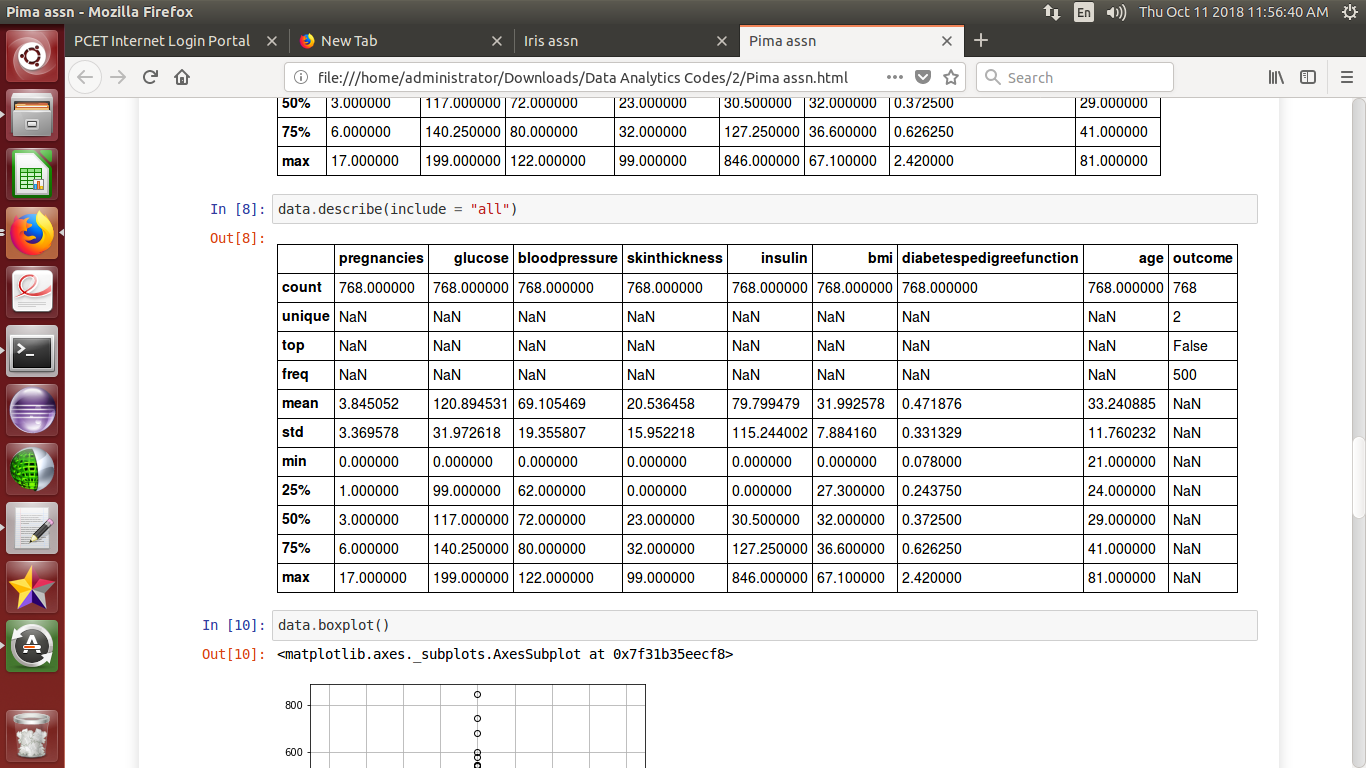 Pima assn - Mozilla Firefox En Thu Oct 11 2018 11:56:40 AM
PCET Internet Login Portal New Tab Iris assn Pima assn
file:///home/administrator/Downloads/Data Analytics Codes/2/Pima assn.html Search
50% 3.000000 117.000000 72.000000 23.000000 30.500000 32.000000 0.372500 29.000000
75% 6.000000 140.250000 80.000000 32.000000 127.250000 36.600000 0.626250 41.000000
max 17.000000 199.000000 122.000000 99.000000 846.000000 67.100000 2.420000 81.000000
In [8]: data.describe(include = "all")
Out[8]:
pregnancies glucose bloodpressure skinthickness insulin bmi diabetespedigreefunction age outcome
count 768.000000 768.000000 768.000000 768.000000 768.000000 768.000000 768.000000 768.000000 768
unique NaN NaN NaN NaN NaN NaN NaN NaN 2
top NaN NaN NaN NaN NaN NaN NaN NaN False
freq NaN NaN NaN NaN NaN NaN NaN NaN 500
mean 3.845052 120.894531 69.105469 20.536458 79.799479 31.992578 0.471876 33.240885 NaN
std 3.369578 31.972618 19.355807 15.952218 115.244002 7.884160 0.331329 11.760232 NaN
min 0.000000 0.000000 0.000000 0.000000 0.000000 0.000000 0.078000 21.000000 NaN
25% 1.000000 99.000000 62.000000 0.000000 0.000000 27.300000 0.243750 24.000000 NaN
50% 3.000000 117.000000 72.000000 23.000000 30.500000 32.000000 0.372500 29.000000 NaN
75% 6.000000 140.250000 80.000000 32.000000 127.250000 36.600000 0.626250 41.000000 NaN
max 17.000000 199.000000 122.000000 99.000000 846.000000 67.100000 2.420000 81.000000 NaN
In [10]: data.boxplot()
Out[10]: <matplotlib.axes._subplots.AxesSubplot at 0x7f31b35eecf8>
800
600